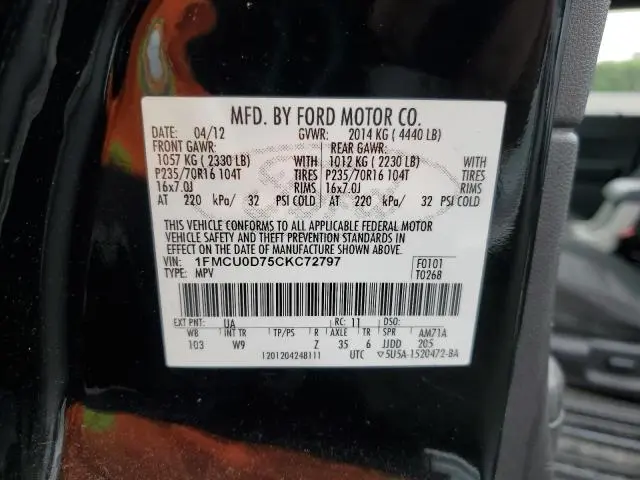 MFD. BY FORD MOTOR CO.
DATE: 04/12 GVWR: 2014 KG ( 4440 LB)
FRONT GAWR: REAR GAWR:
1057 KG ( 2330 LB) WITH 1012 KG ( 2230 LB) WITH
P235/70R16 104T TIRES P235/70R16 104T TIRES
16x7.0J RIMS 16x7.0J RIMS
AT 220 kPa/ 32 PSI COLD AT 220 kPa/ 32 PSI COLD
THIS VEHICLE CONFORMS TO ALL APPLICABLE FEDERAL MOTOR
VEHICLE SAFETY AND THEFT PREVENTION STANDARDS IN
EFFECT ON THE DATE OF MANUFACTURE SHOWN ABOVE.
VIN: 1FMCU0D75CKC72797 F0101
TYPE: MPV T0268
EXT PNT: UA RC: 11 DSO:
WB INT TR TP/PS R AXLE TR SPR AM71A
103 W9 Z 35 6 JJDD 205
1201204248111 UTC ▽5U5A-1520472-BA